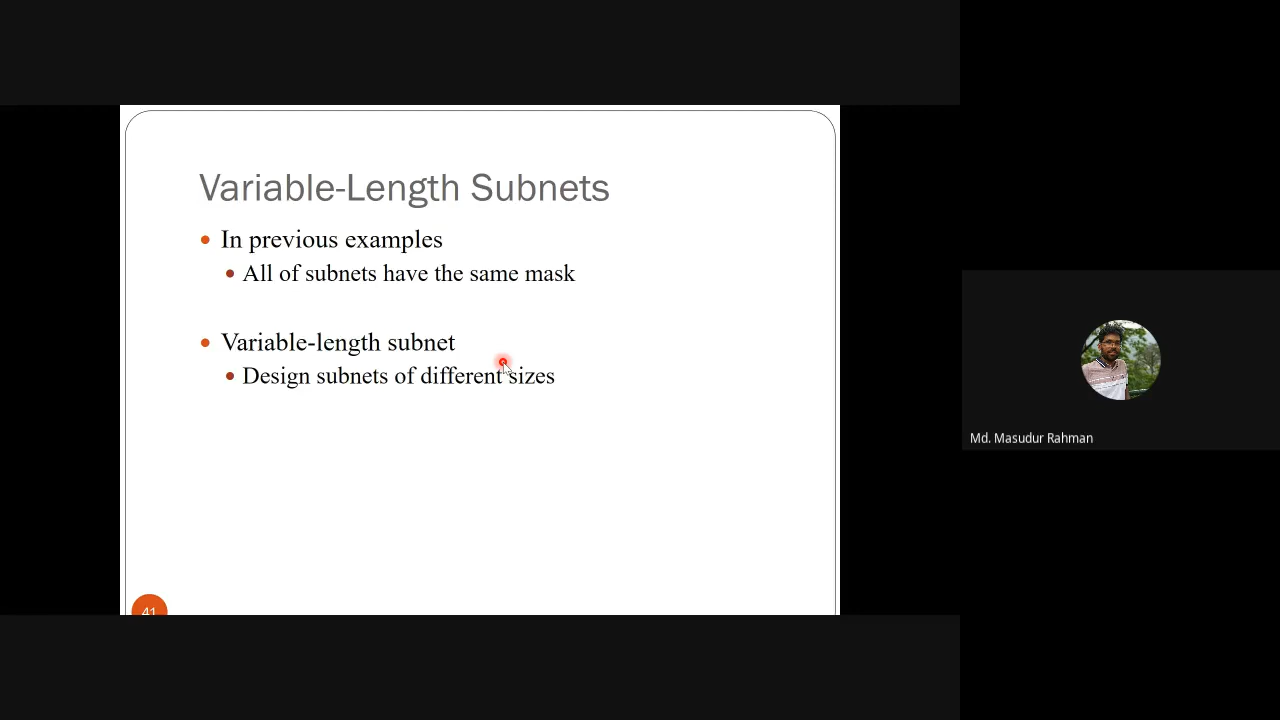 Variable-Length Subnets
In previous examples
All of subnets have the same mask
Variable-length subnet
Design subnets of different sizes
41
Md. Masudur Rahman